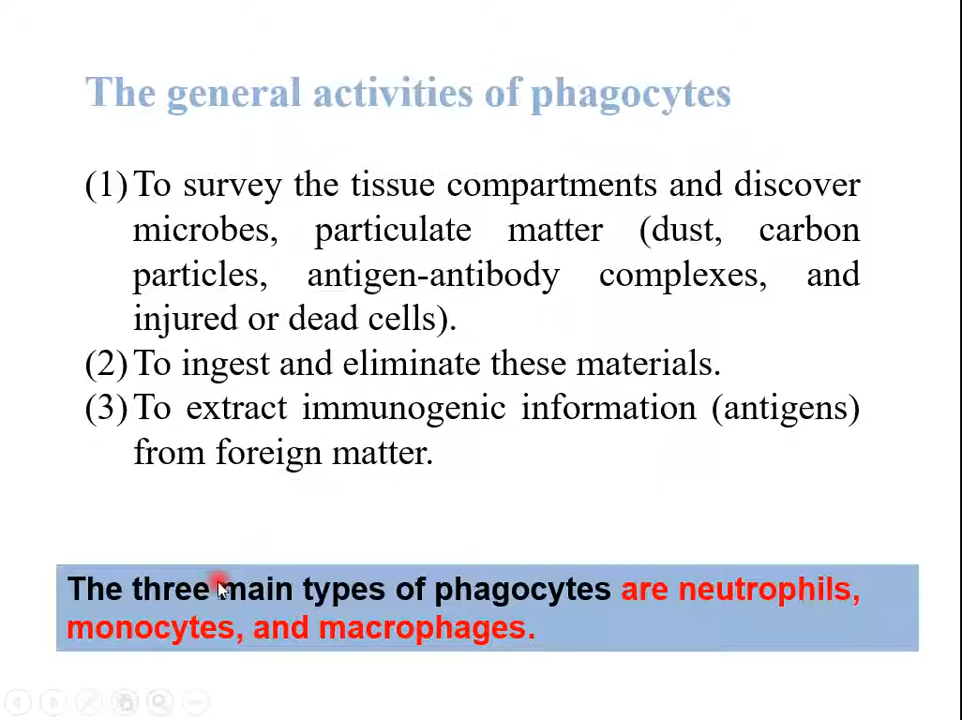 The general activities of phagocytes
(1) To survey the tissue compartments and discover
microbes, particulate matter (dust, carbon
particles, antigen-antibody complexes, and
injured or dead cells).
(2) To ingest and eliminate these materials.
(3) To extract immunogenic information (antigens)
from foreign matter.
The three main types of phagocytes are neutrophils,
monocytes, and macrophages.